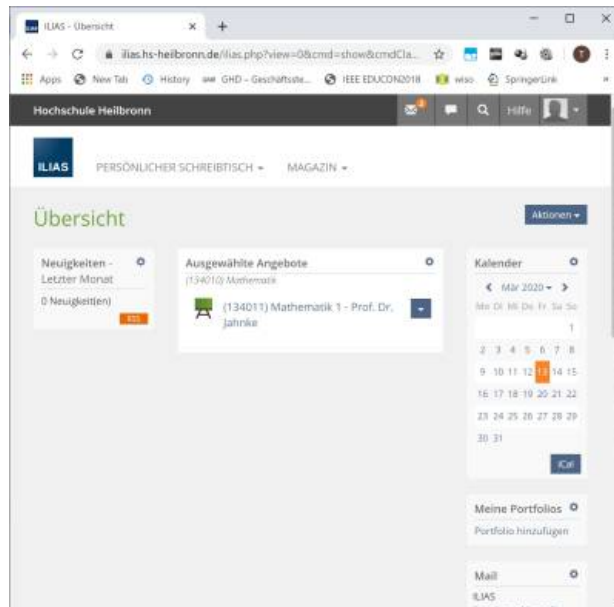 ILIAS - Übersicht
ilias.hs-heilbronn.de/ilias.php?view=0&cmd=show&cmdCla...
Apps New Tab History GHD - Geschäftsste... IEEE EDUCON2018 wiso SpringerLink »
Hochschule Heilbronn Hilfe
ILIAS PERSÖNLICHER SCHREIBTISCH MAGAZIN
Übersicht
Aktionen
Neuigkeiten -
Letzter Monat
0 Neuigkeit(en)
RSS
Ausgewählte Angebote
(134010) Mathematik
(134011) Mathematik 1 - Prof. Dr.
Jahnke
Kalender
Mär 2020
Mo Di Mi Do Fr Sa So
1
2 3 4 5 6 7 8
9 10 11 12 13 14 15
16 17 18 19 20 21 22
23 24 25 26 27 28 29
30 31
iCal
Meine Portfolios
Portfolio hinzufügen
Mail
ILIAS